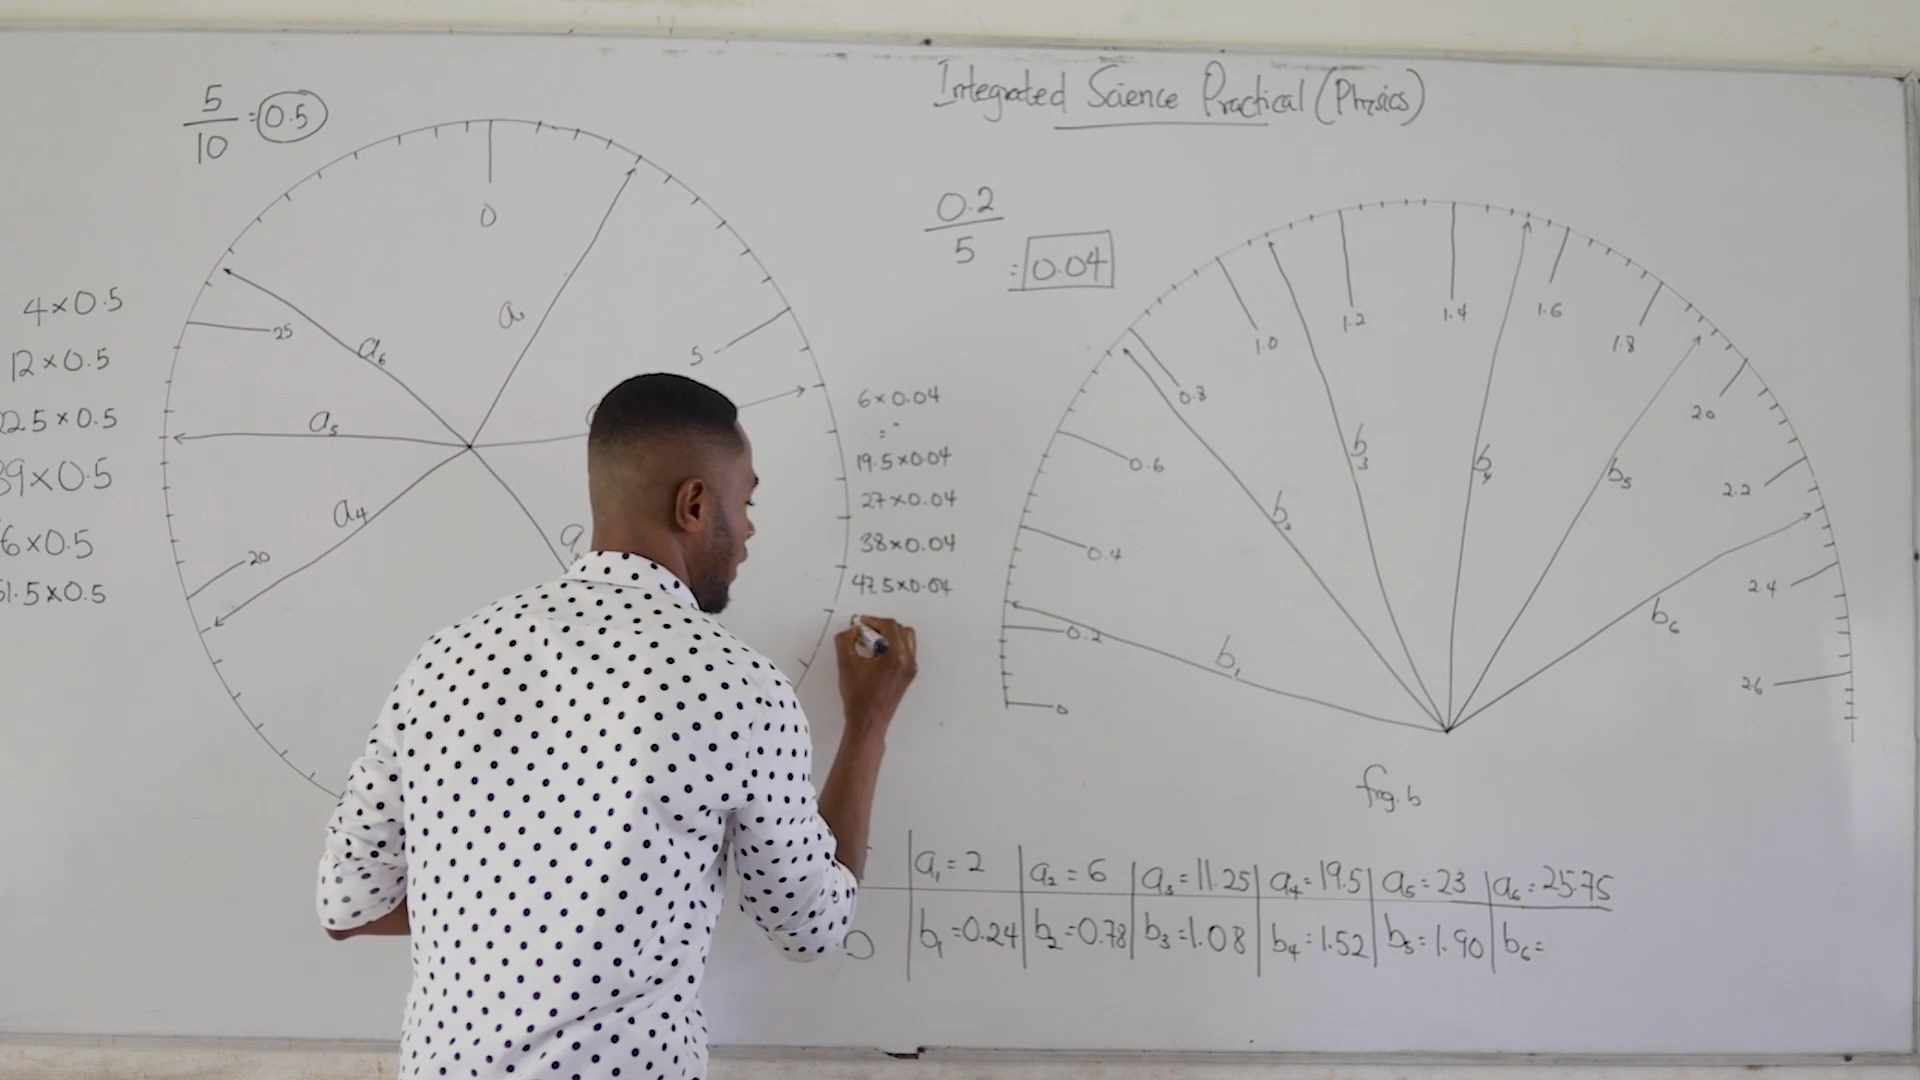 Integrated Science Practical (Physics)
5
10
=0.5
0
5
20
25
a₁
a₄
a₅
a₆
4×0.5
12×0.5
22.5×0.5
39×0.5
6×0.5
51.5×0.5
0.2
5
=0.04
6×0.04
=
19.5×0.04
27×0.04
38×0.04
47.5×0.04
0
0.2
0.4
0.6
0.8
1.0
1.2
1.4
1.6
1.8
20
2.2
2.4
2.6
b₁
b₂
b₃
b₄
b₅
b₆
fig. b
a₁=2 a₂=6 a₃=11.25 a₄=19.5 a₅=23 a₆=25.75
b₁=0.24 b₂=0.78 b₃=1.08 b₄=1.52 b₅=1.90 b₆=